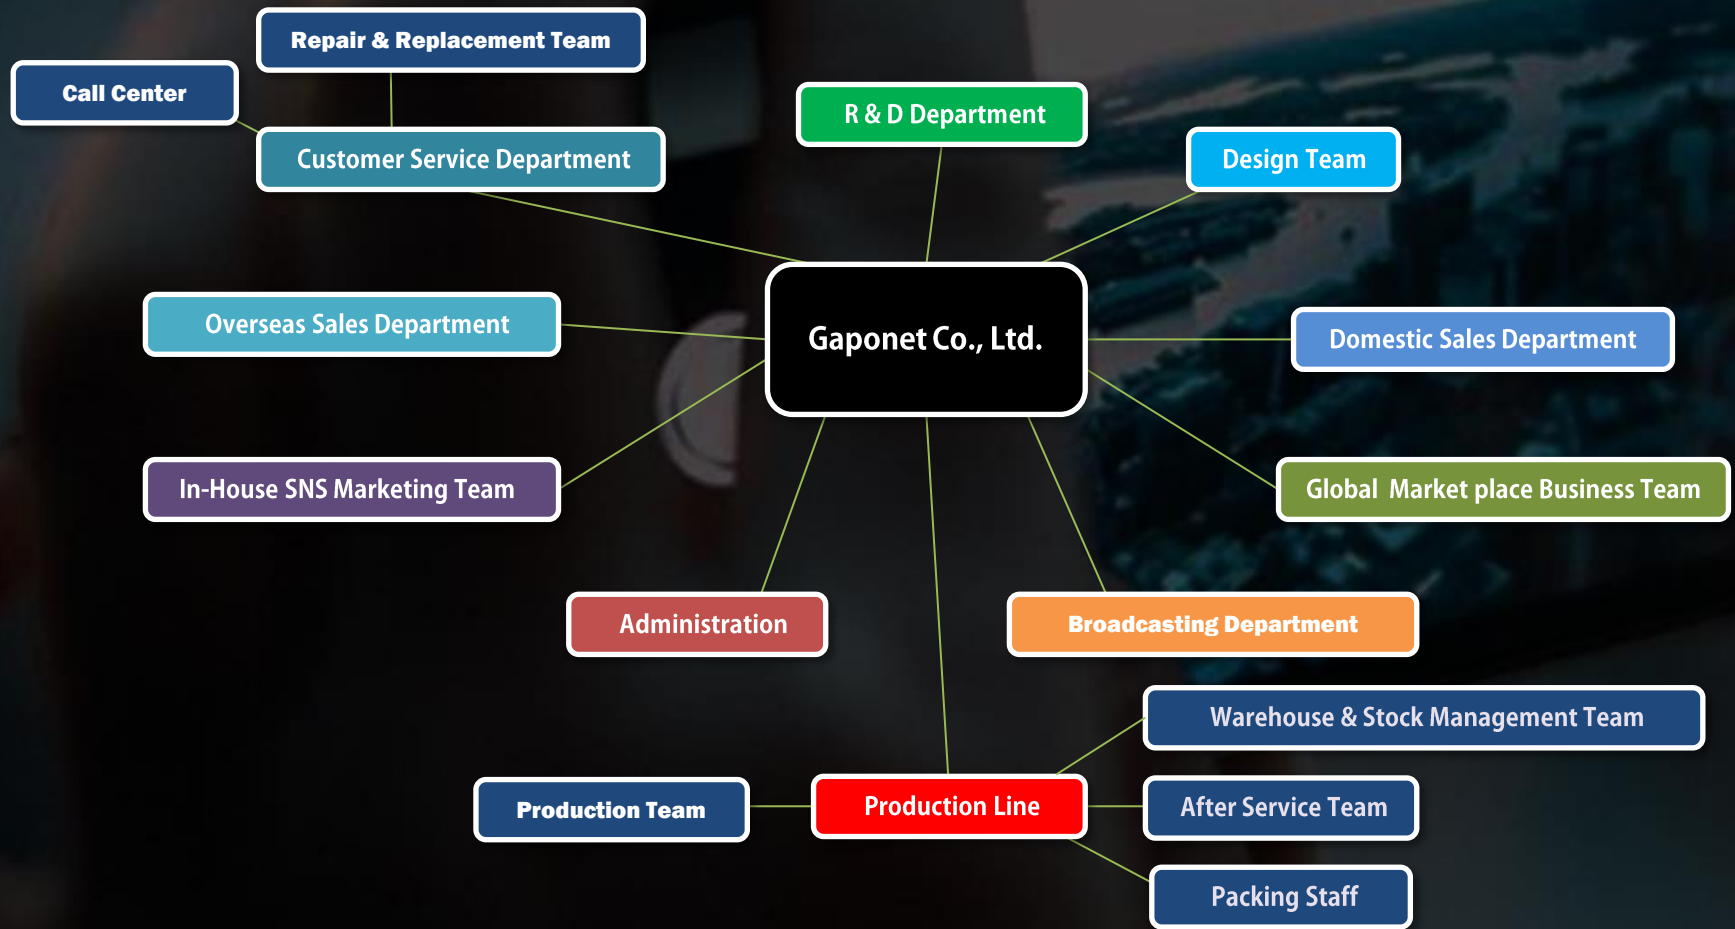 Repair & Replacement Team
Call Center
R & D Department
Customer Service Department
Design Team
Overseas Sales Department
Gaponet Co., Ltd.
Domestic Sales Department
In-House SNS Marketing Team
Global Market place Business Team
Administration
Broadcasting Department
Warehouse & Stock Management Team
Production Team
Production Line
After Service Team
Packing Staff